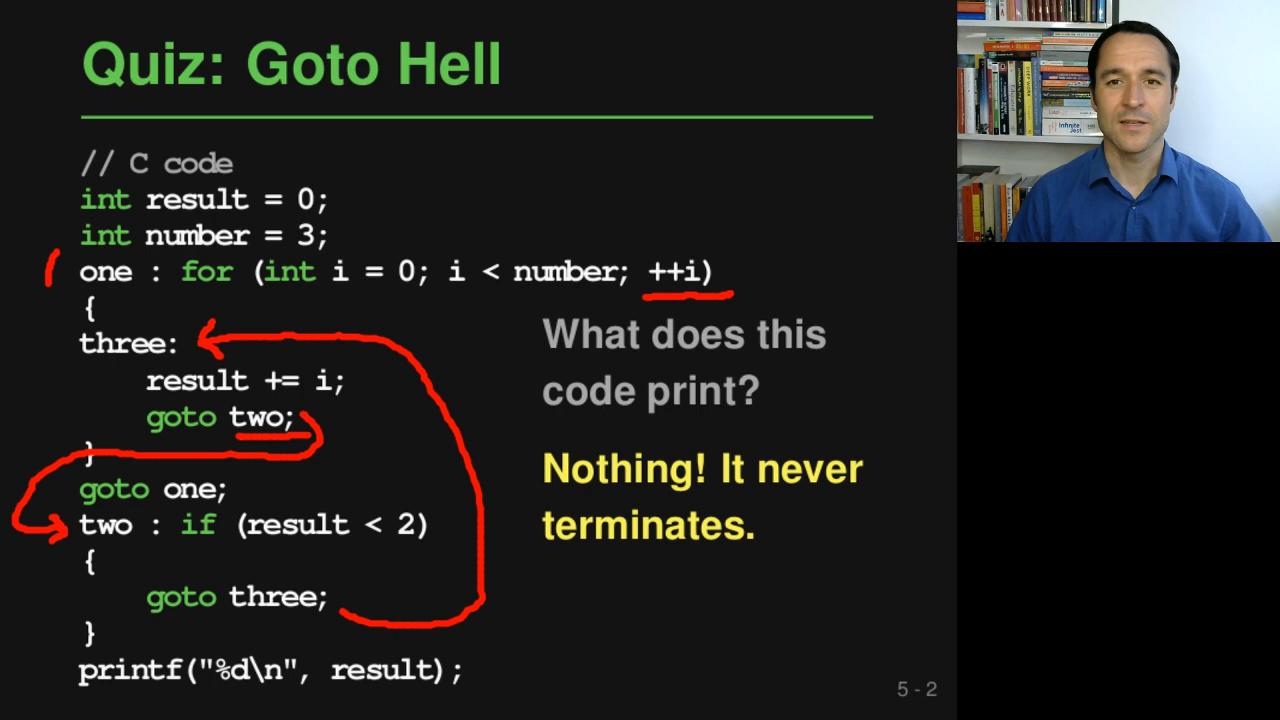 Quiz: Goto Hell
// C code
int result = 0;
int number = 3;
one : for (int i = 0; i < number; ++i)
{
three:
result += i;
goto two;
}
goto one;
two : if (result < 2)
{
goto three;
}
printf("%d\n", result);
What does this
code print?
Nothing! It never
terminates.
5 - 2
Infinite
Jest